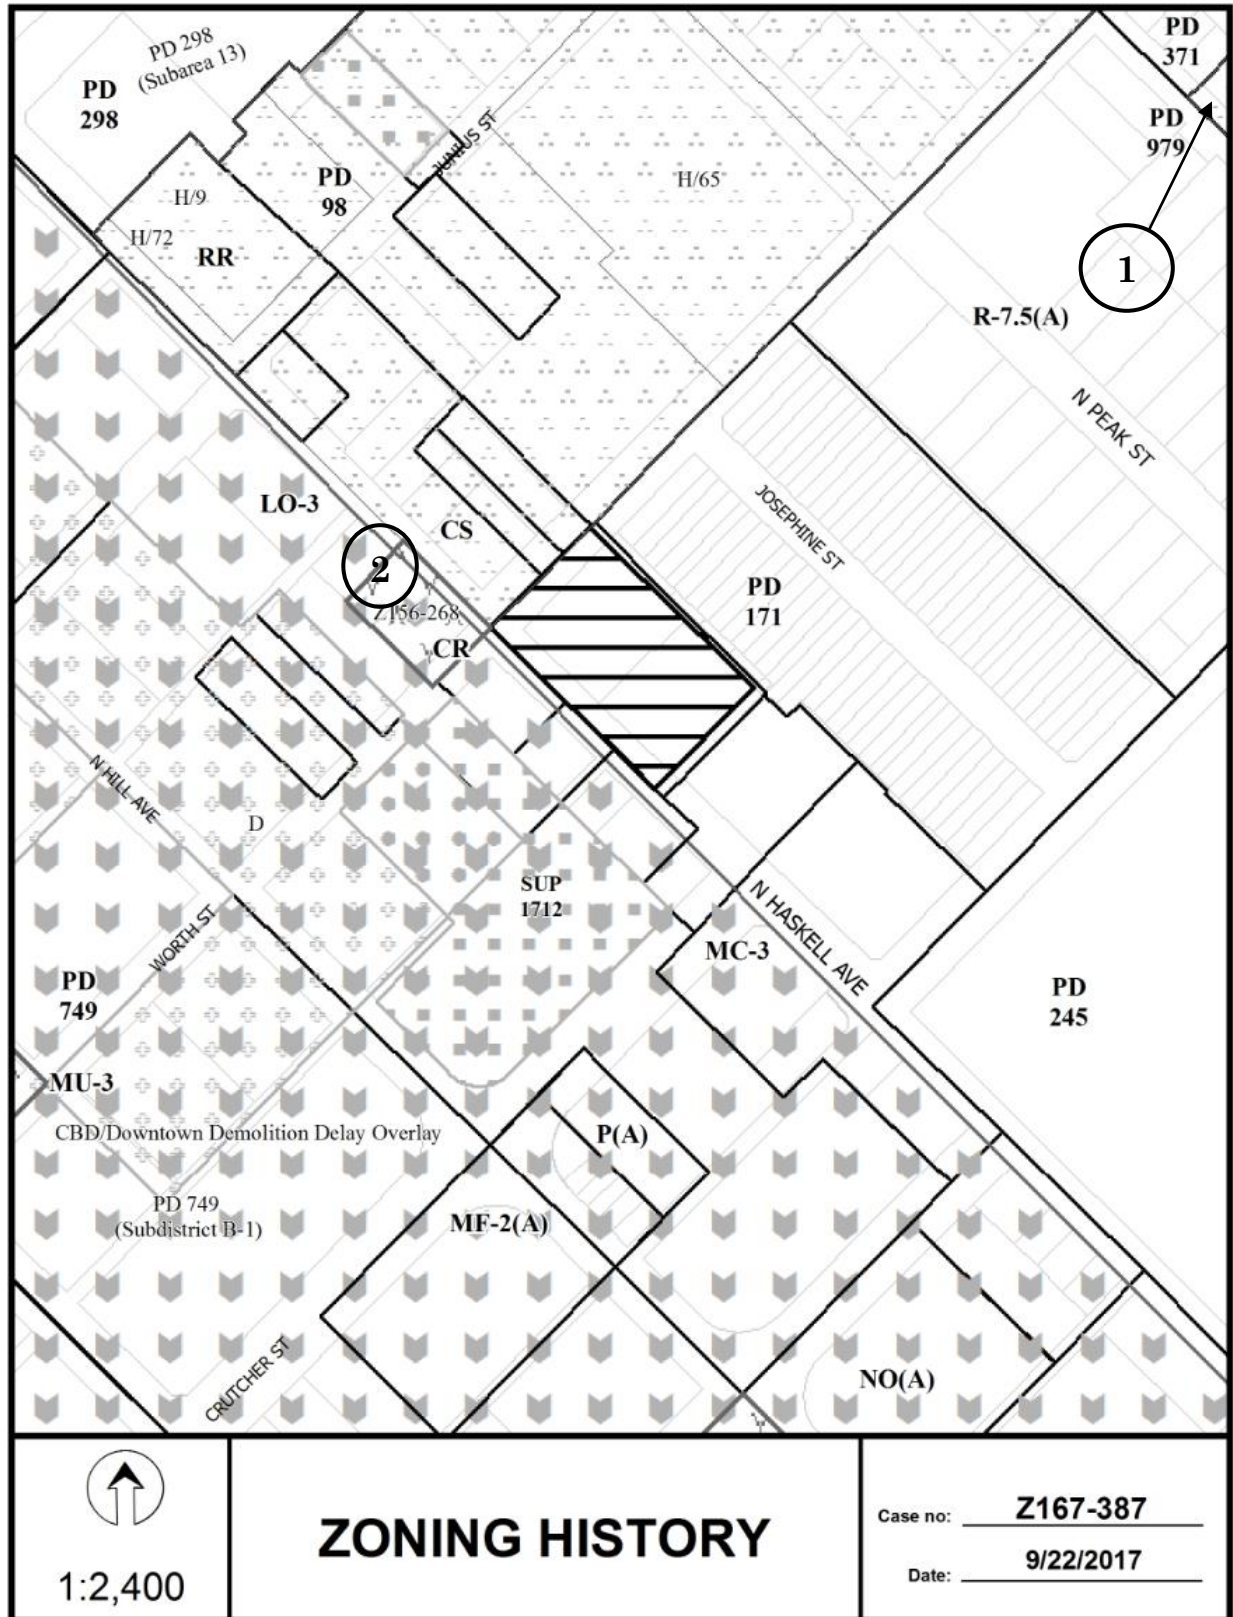 PD 298
(Subarea 13)
PD
298
PD
371
PD
979
JUNIUS ST
PD
98
H/9
H/72
RR
H/65
1
R-7.5(A)
N PEAK ST
JOSEPHINE ST
LO-3
CS
2
Z156-268
CR
PD
171
N HILL AVE
D
SUP
1712
WORTH ST
N HASKELL AVE
MC-3
PD
749
PD
245
MU-3
CBD/Downtown Demolition Delay Overlay
P(A)
PD 749
(Subdistrict B-1)
MF-2(A)
CRUTCHER ST
NO(A)
1:2,400
ZONING HISTORY
Case no: Z167-387
Date: 9/22/2017